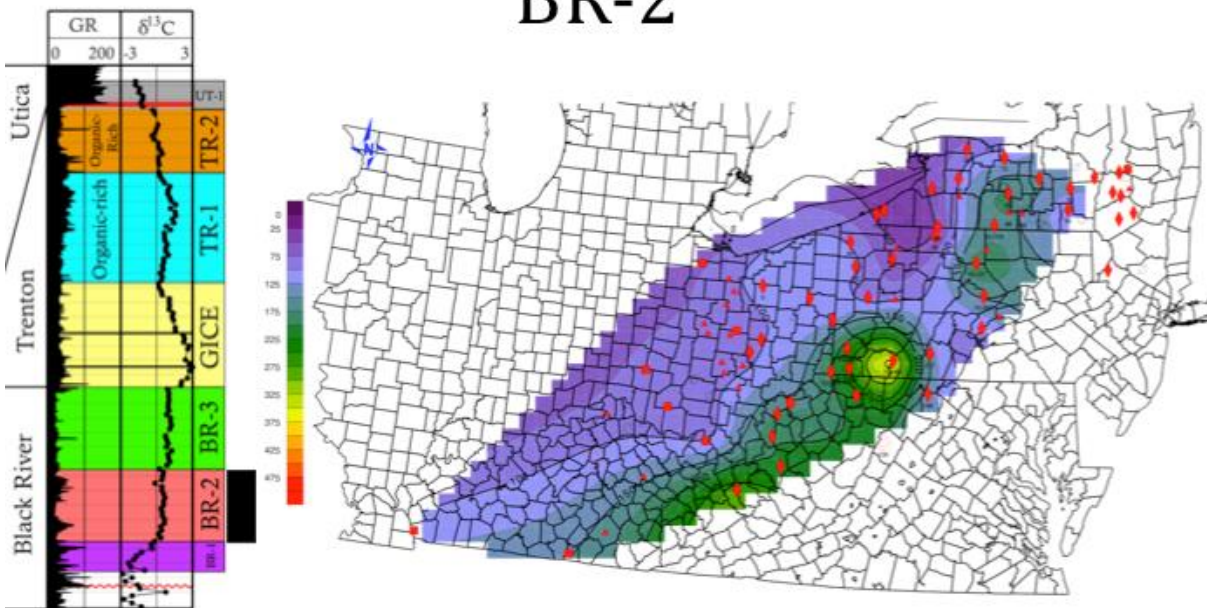 BR-2
GR
δ¹³C
0 200 -3 3
Utica
Trenton
Black River
UT-1
Organic-
Rich
TR-2
Organic-rich
TR-1
GICE
BR-3
BR-2
BR-1
N
0
25
75
125
175
225
275
325
375
425
475